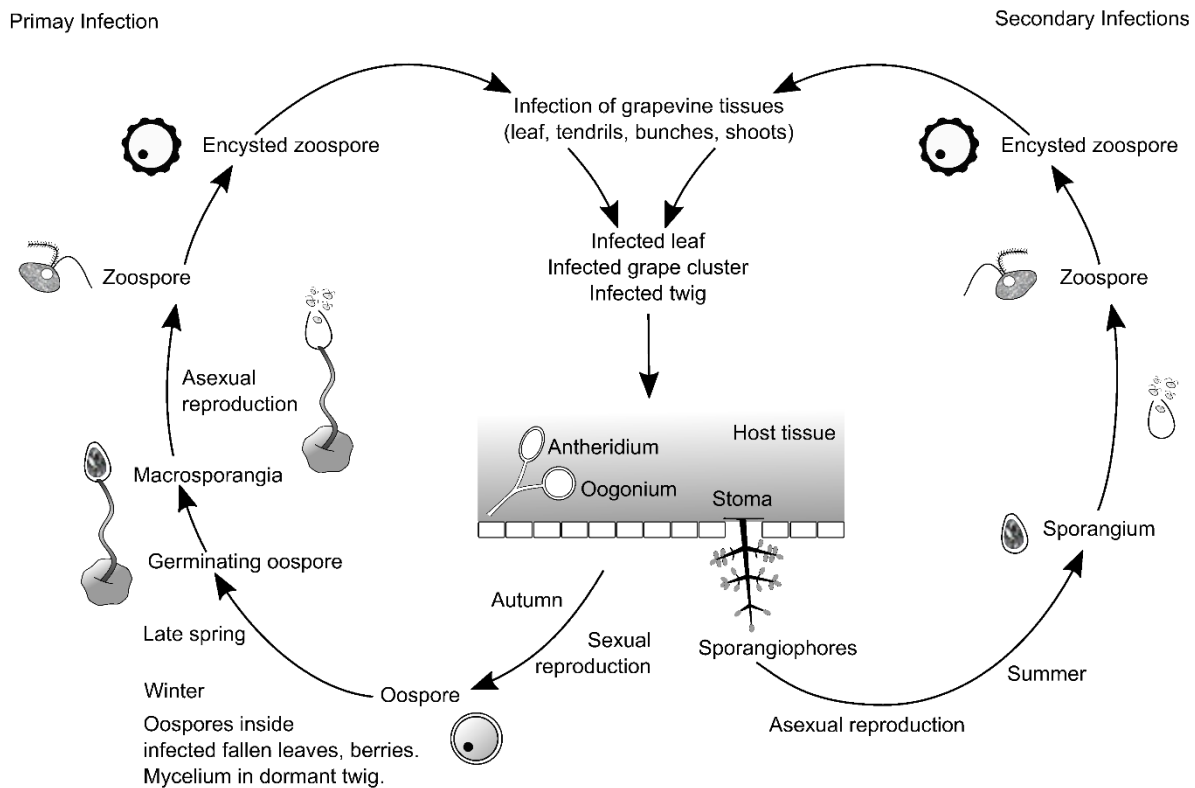 Primay Infection
Secondary Infections
Infection of grapevine tissues
(leaf, tendrils, bunches, shoots)
Encysted zoospore
Encysted zoospore
Infected leaf
Infected grape cluster
Infected twig
Zoospore
Zoospore
Asexual
reproduction
Host tissue
Antheridium
Oogonium
Stoma
Macrosporangia
Sporangium
Germinating oospore
Autumn
Late spring
Sexual
reproduction
Sporangiophores
Summer
Winter
Oospore
Oospores inside
infected fallen leaves, berries.
Mycelium in dormant twig.
Asexual reproduction